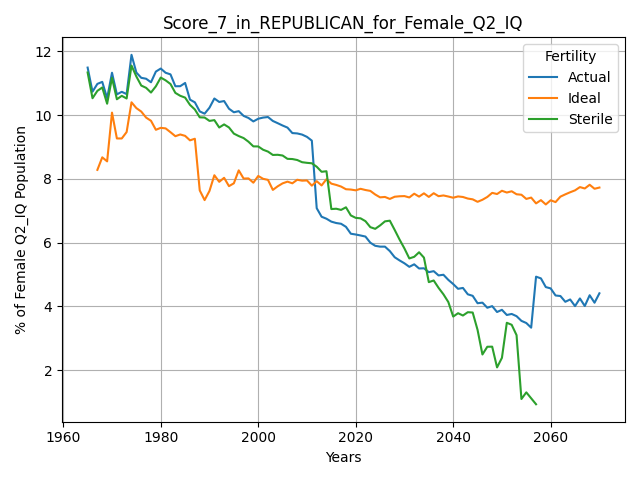 Score_7_in_REPUBLICAN_for_Female_Q2_IQ
% of Female Q2_IQ Population
12
10
8
6
4
2
Fertility
Actual
Ideal
Sterile
1960
1980
2000
2020
2040
2060
Years